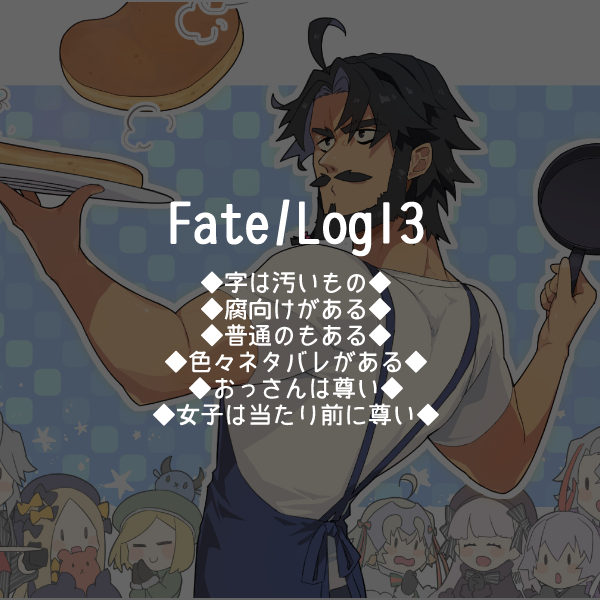 Fate/Log13
◆字は汚いもの◆
◆腐向けがある◆
◆普通のもある◆
◆色々ネタバレがある◆
◆おっさんは尊い◆
◆女子は当たり前に尊い◆